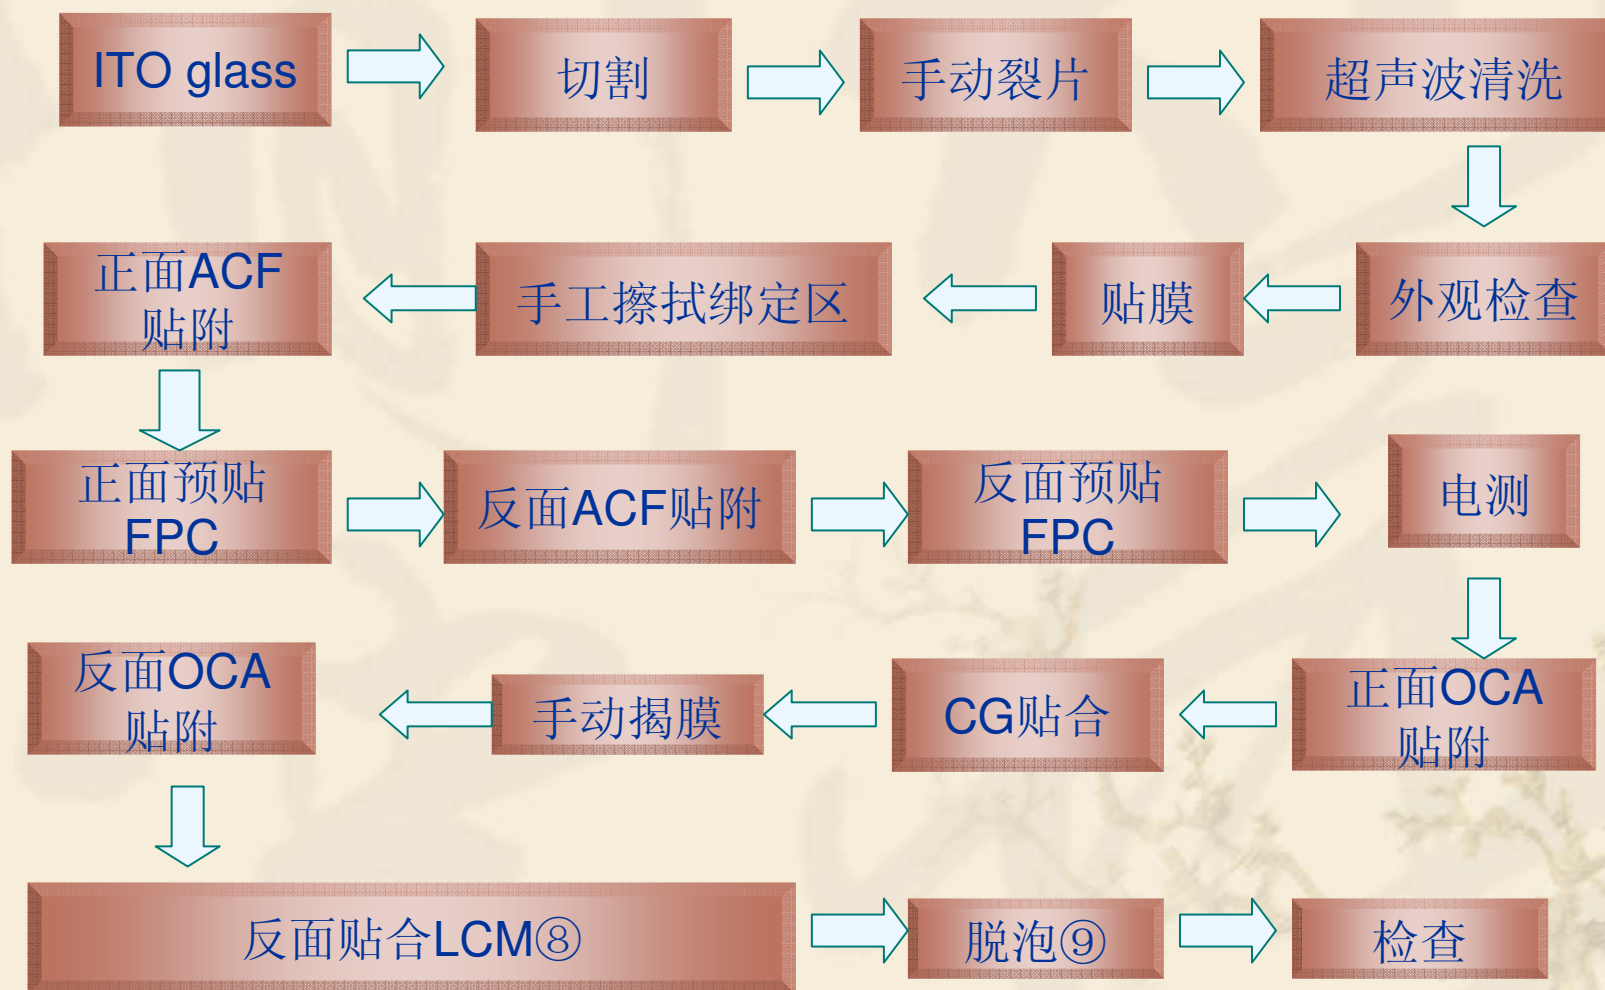 ITO glass
切割
手动裂片
超声波清洗
外观检查
贴膜
手工擦拭绑定区
正面ACF
贴附
正面预贴
FPC
反面ACF贴附
反面预贴
FPC
电测
正面OCA
贴附
CG贴合
手动揭膜
反面OCA
贴附
反面贴合LCM⑧
脱泡⑨
检查